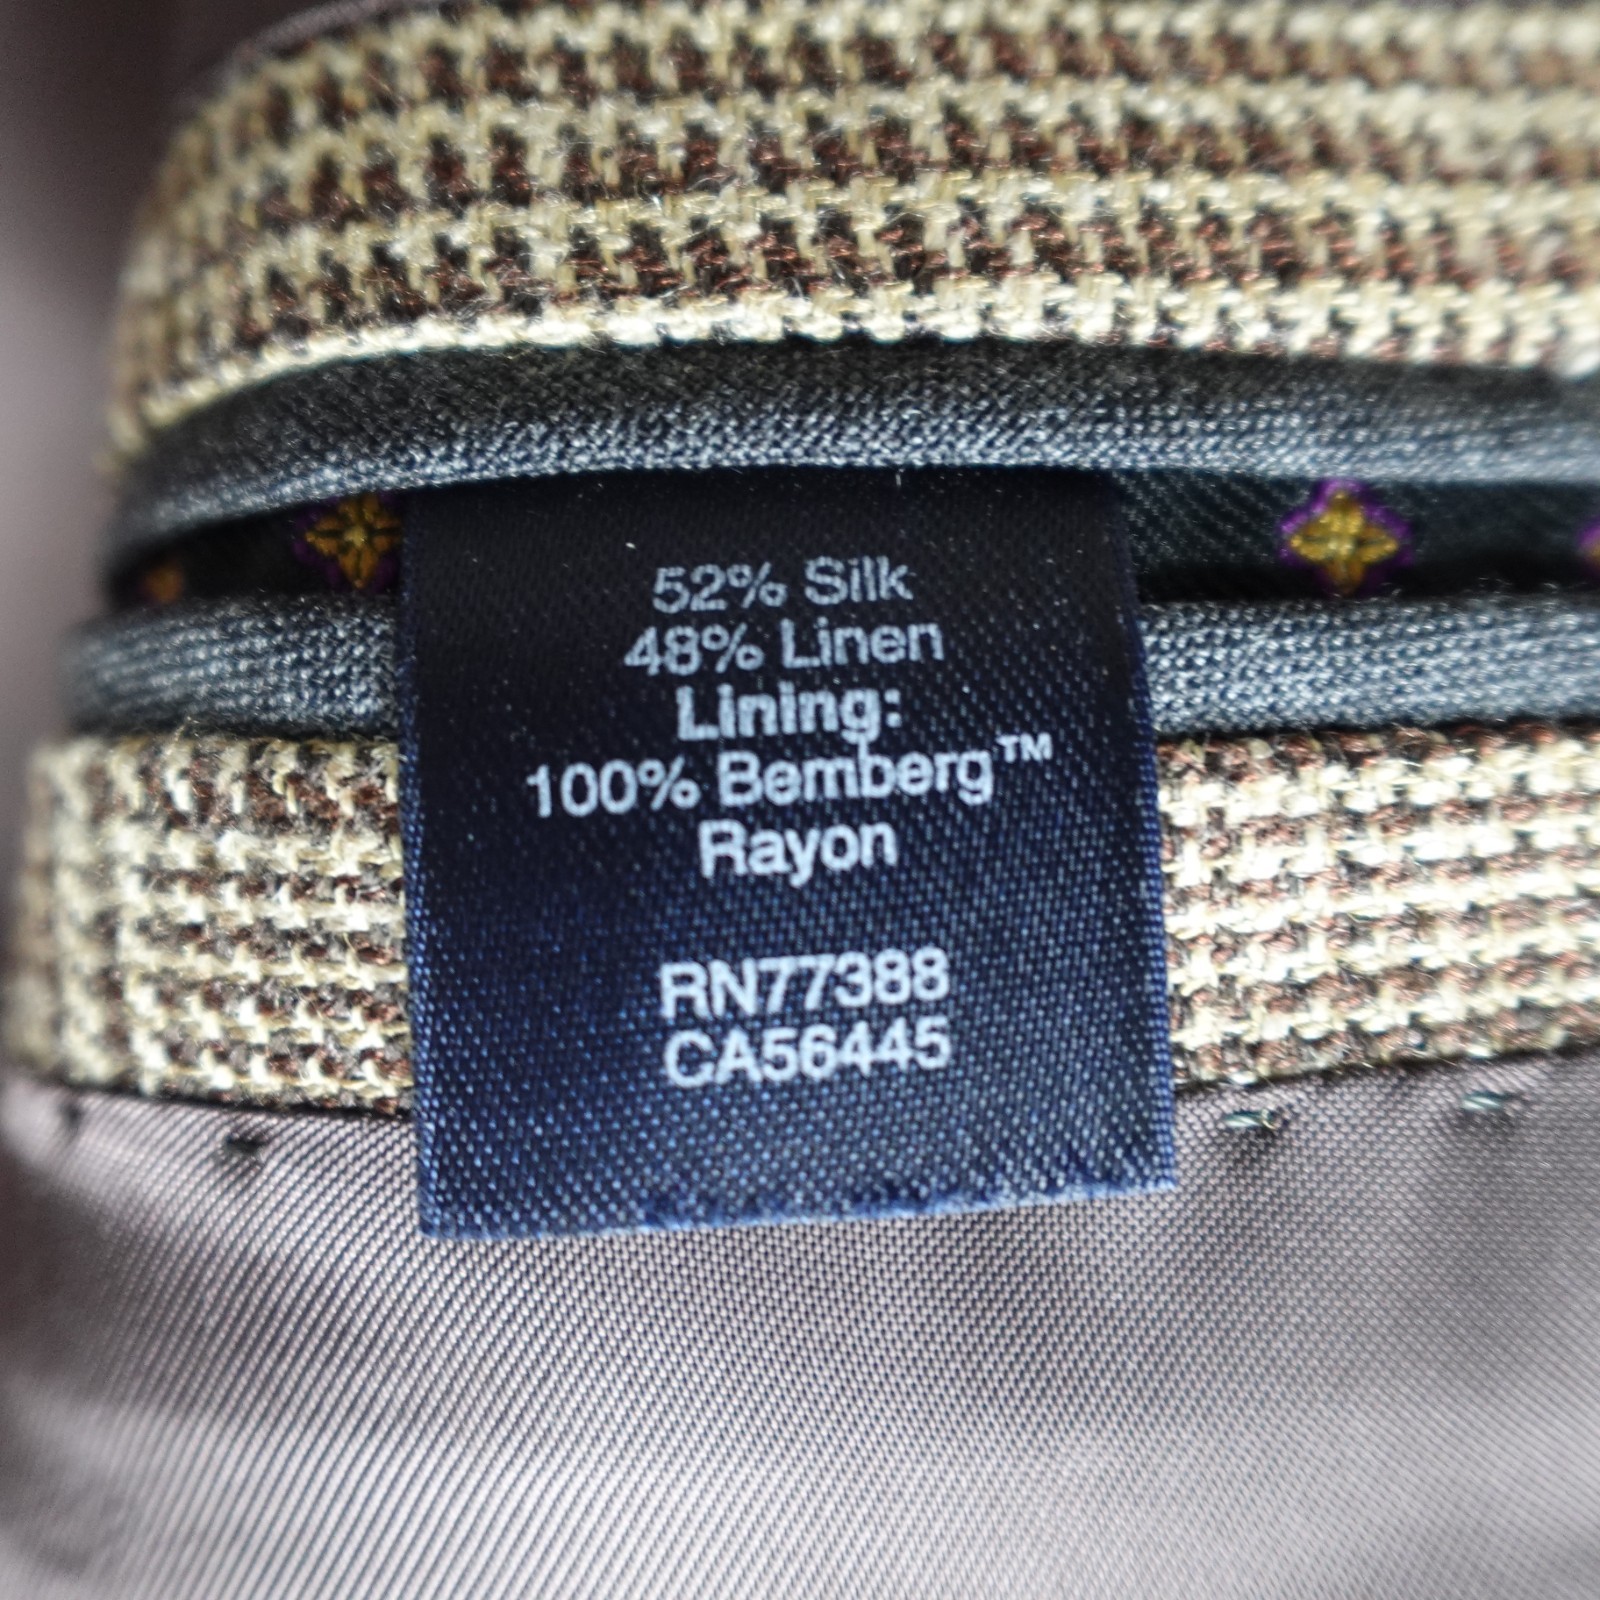 52% Silk
48% Linen
Lining:
100% Bemberg™
Rayon
RN77388
CA56445